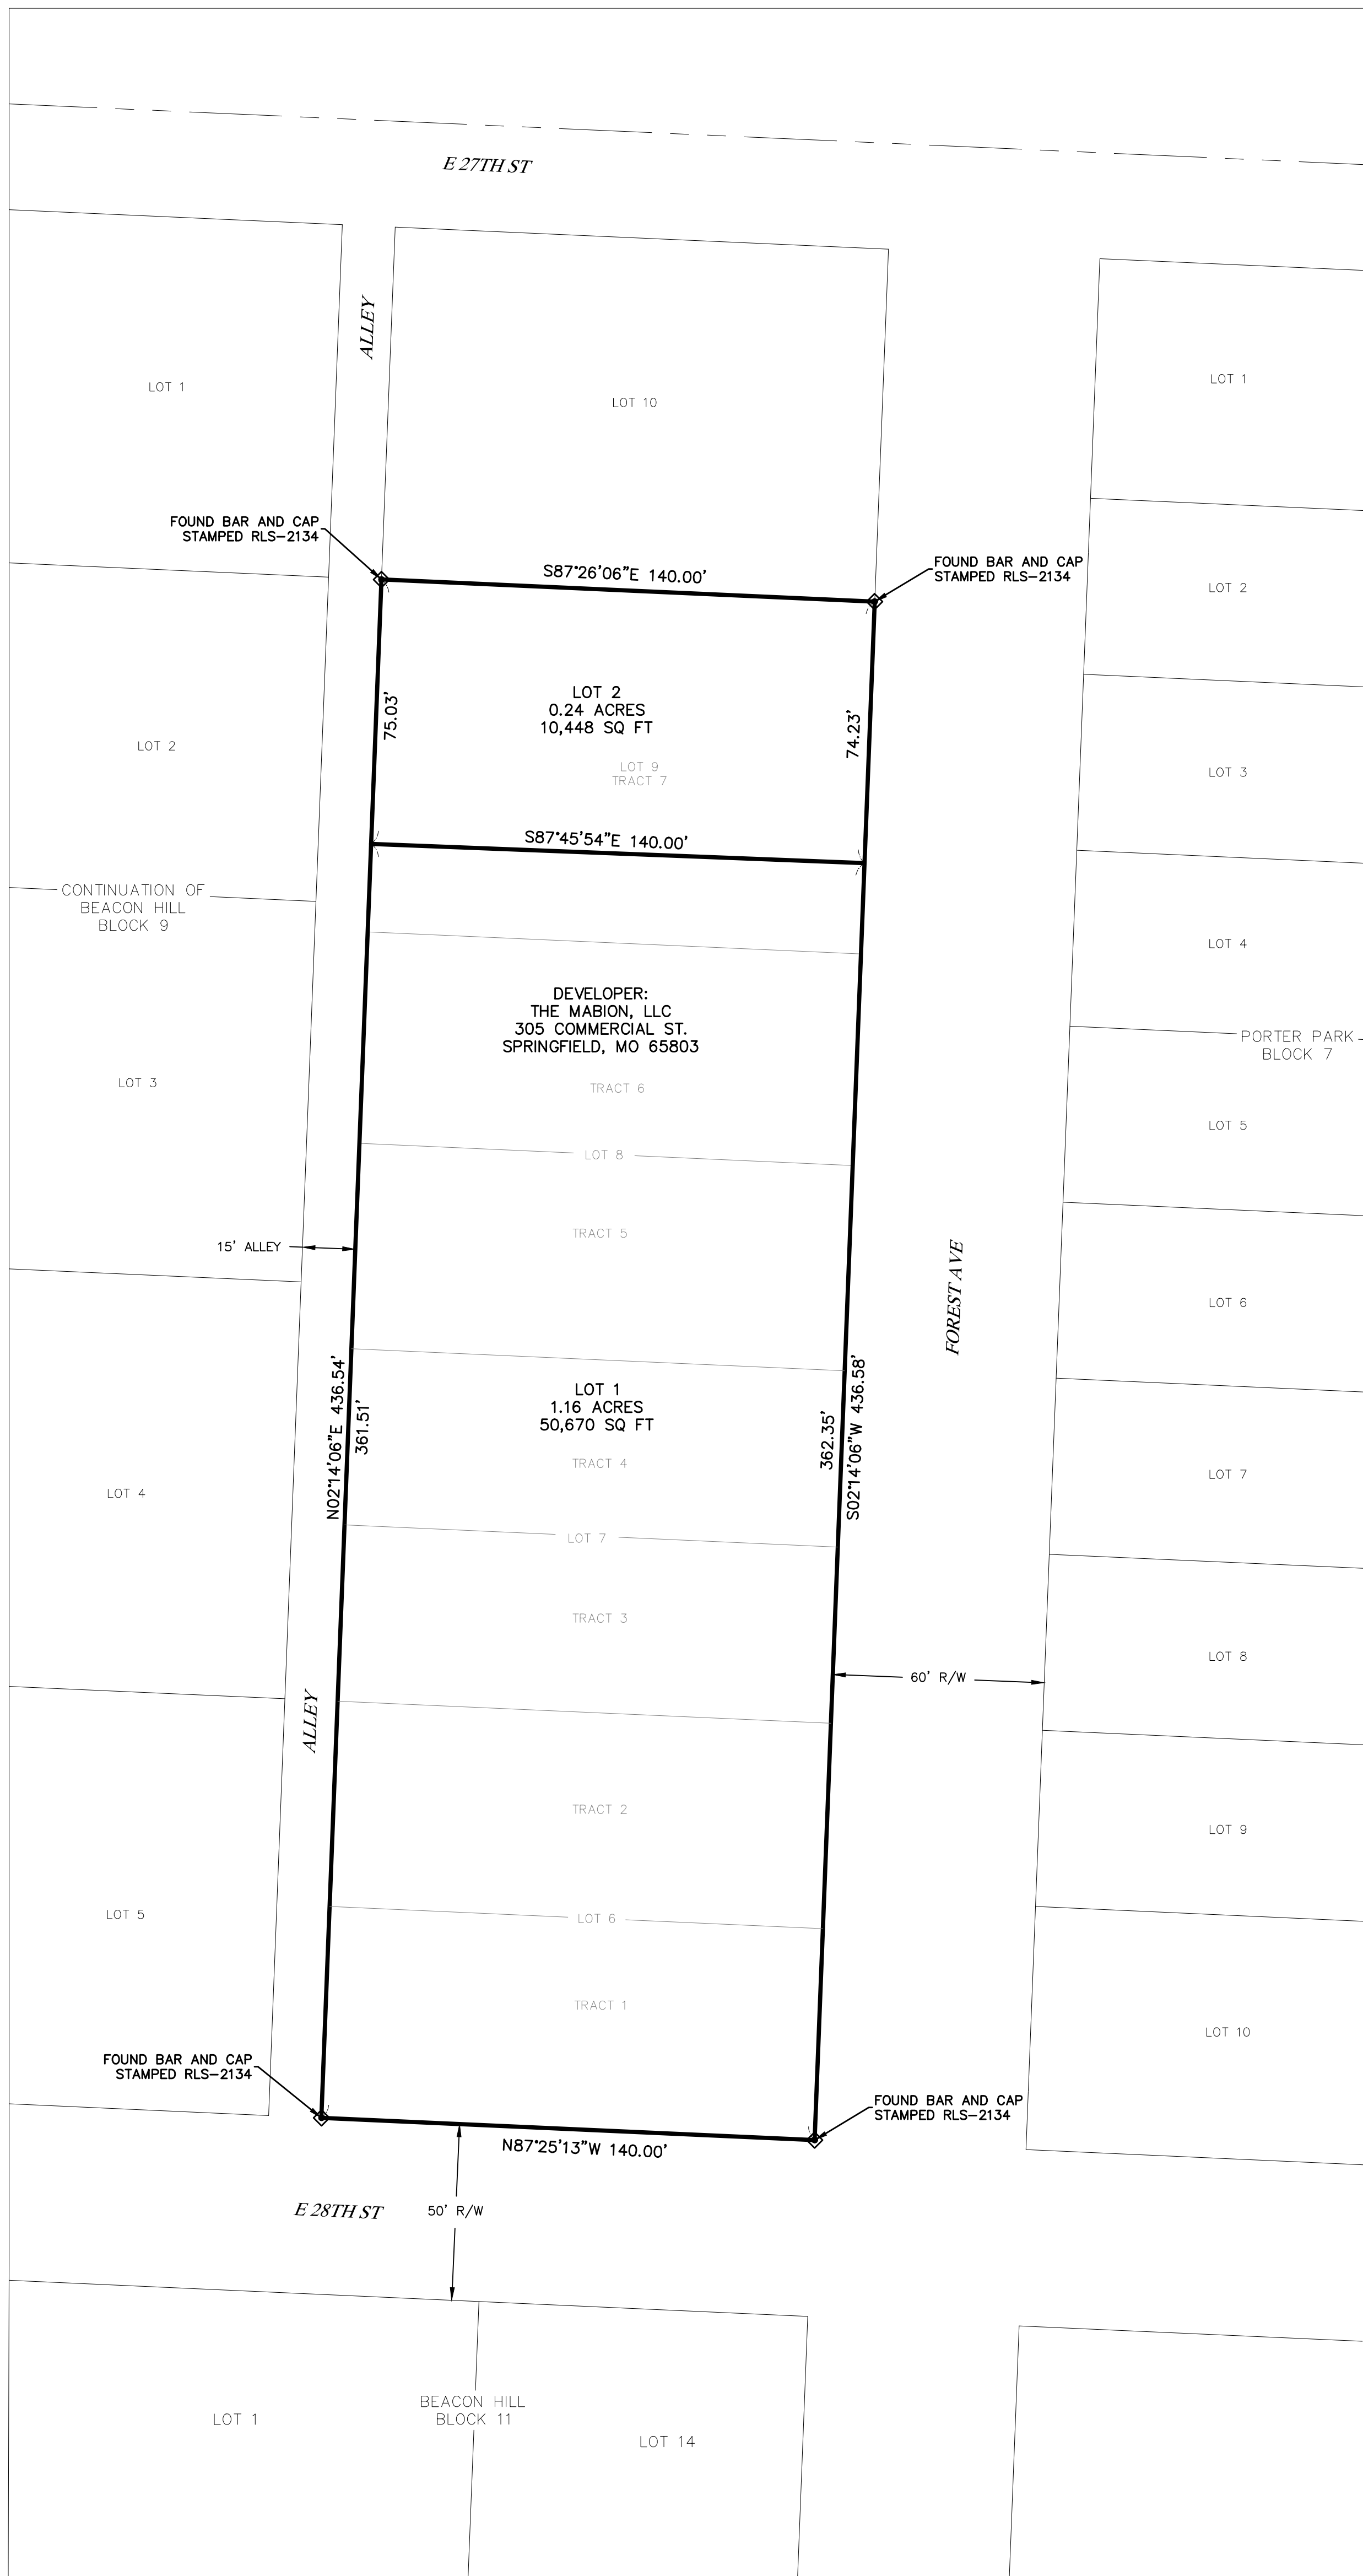 E 27TH ST
ALLEY
LOT 1
LOT 10
LOT 1
FOUND BAR AND CAP
STAMPED RLS-2134
S87°26'06"E 140.00'
FOUND BAR AND CAP
STAMPED RLS-2134
LOT 2
75.03'
LOT 2
0.24 ACRES
10,448 SQ FT
74.23'
LOT 2
LOT 9
TRACT 7
LOT 3
S87°45'54"E 140.00'
CONTINUATION OF
BEACON HILL
BLOCK 9
LOT 4
DEVELOPER:
THE MABION, LLC
305 COMMERCIAL ST.
SPRINGFIELD, MO 65803
PORTER PARK
BLOCK 7
LOT 3
TRACT 6
LOT 5
LOT 8
TRACT 5
15' ALLEY
FOREST AVE
LOT 6
N02°14'06"E 436.54'
361.51'
LOT 1
1.16 ACRES
50,670 SQ FT
362.35'
S02°14'06"W 436.58'
TRACT 4
LOT 7
LOT 4
LOT 7
TRACT 3
LOT 8
60' R/W
ALLEY
TRACT 2
LOT 9
LOT 5
LOT 6
TRACT 1
LOT 10
FOUND BAR AND CAP
STAMPED RLS-2134
FOUND BAR AND CAP
STAMPED RLS-2134
N87°25'13"W 140.00'
E 28TH ST
50' R/W
BEACON HILL
BLOCK 11
LOT 1
LOT 14